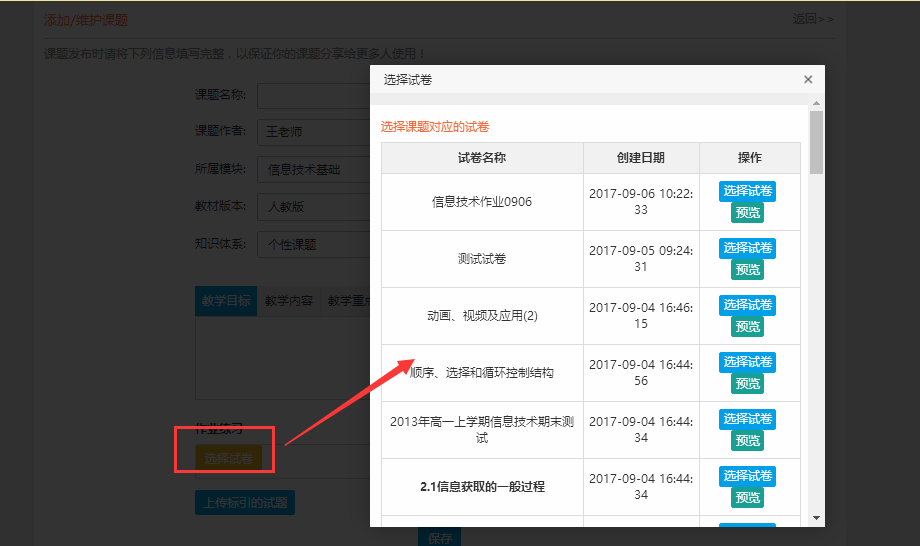 添加/维护课题
返回>>
课题发布时请将下列信息填写完整，以保证你的课题分享给更多人使用！
课题名称:
课题作者: 王老师
所属模块: 信息技术基础
教材版本: 人教版
知识体系: 个性课题
教学目标 教学内容 教学重点
作业练习
选择试卷
上传标引的试题
保存
选择试卷 ×
选择课题对应的试卷
试卷名称 创建日期 操作
信息技术作业0906
2017-09-06 10:22:
33
选择试卷
预览
测试试卷
2017-09-05 09:24:
31
选择试卷
预览
动画、视频及应用(2)
2017-09-04 16:46:
15
选择试卷
预览
顺序、选择和循环控制结构
2017-09-04 16:44:
56
选择试卷
预览
2013年高一上学期信息技术期末测
试
2017-09-04 16:44:
34
选择试卷
预览
2.1信息获取的一般过程
2017-09-04 16:44:
34
选择试卷
预览